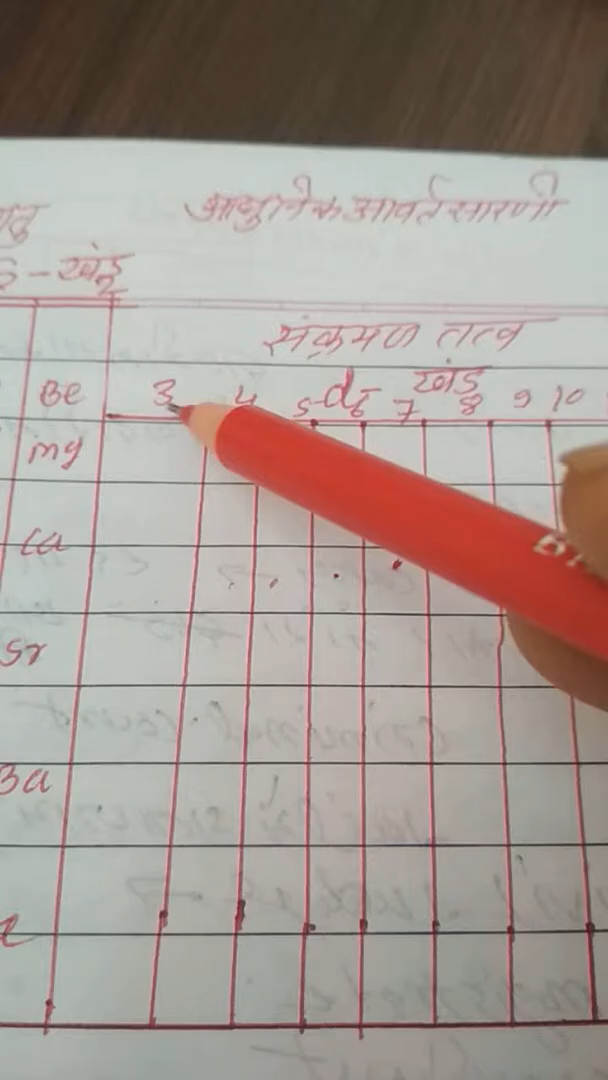 आधुनिक आवर्त सारणी
खंड
संक्रमण तत्व
d- खंड
Be 3 4 5 6 7 8 9 10
mg
ca
Sr
Ba